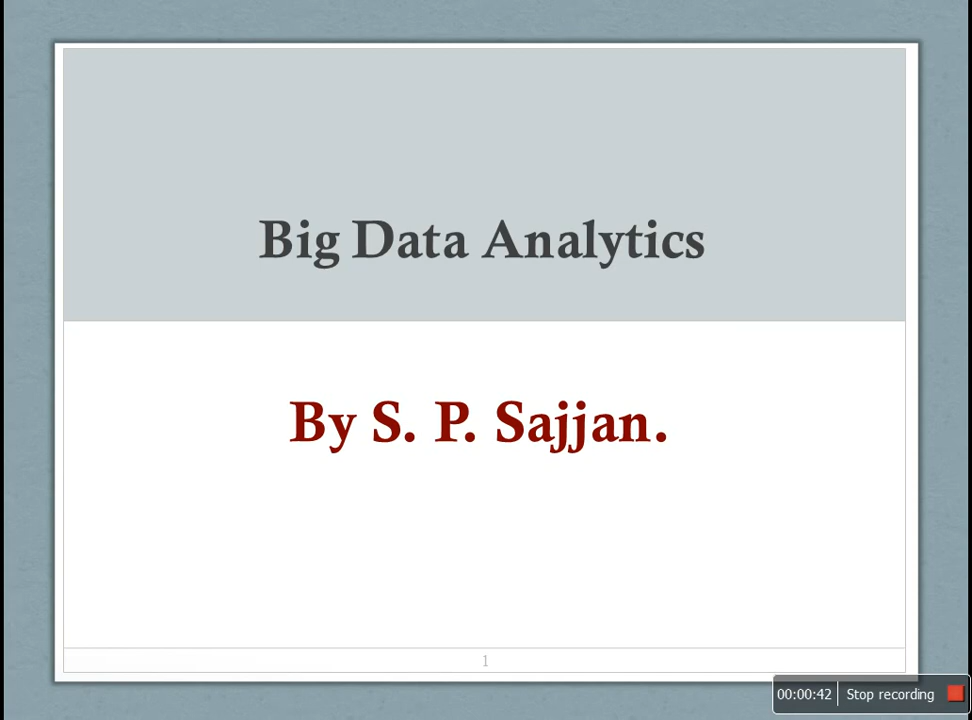 Big Data Analytics
By S. P. Sajjan.
1
00:00:42 Stop recording